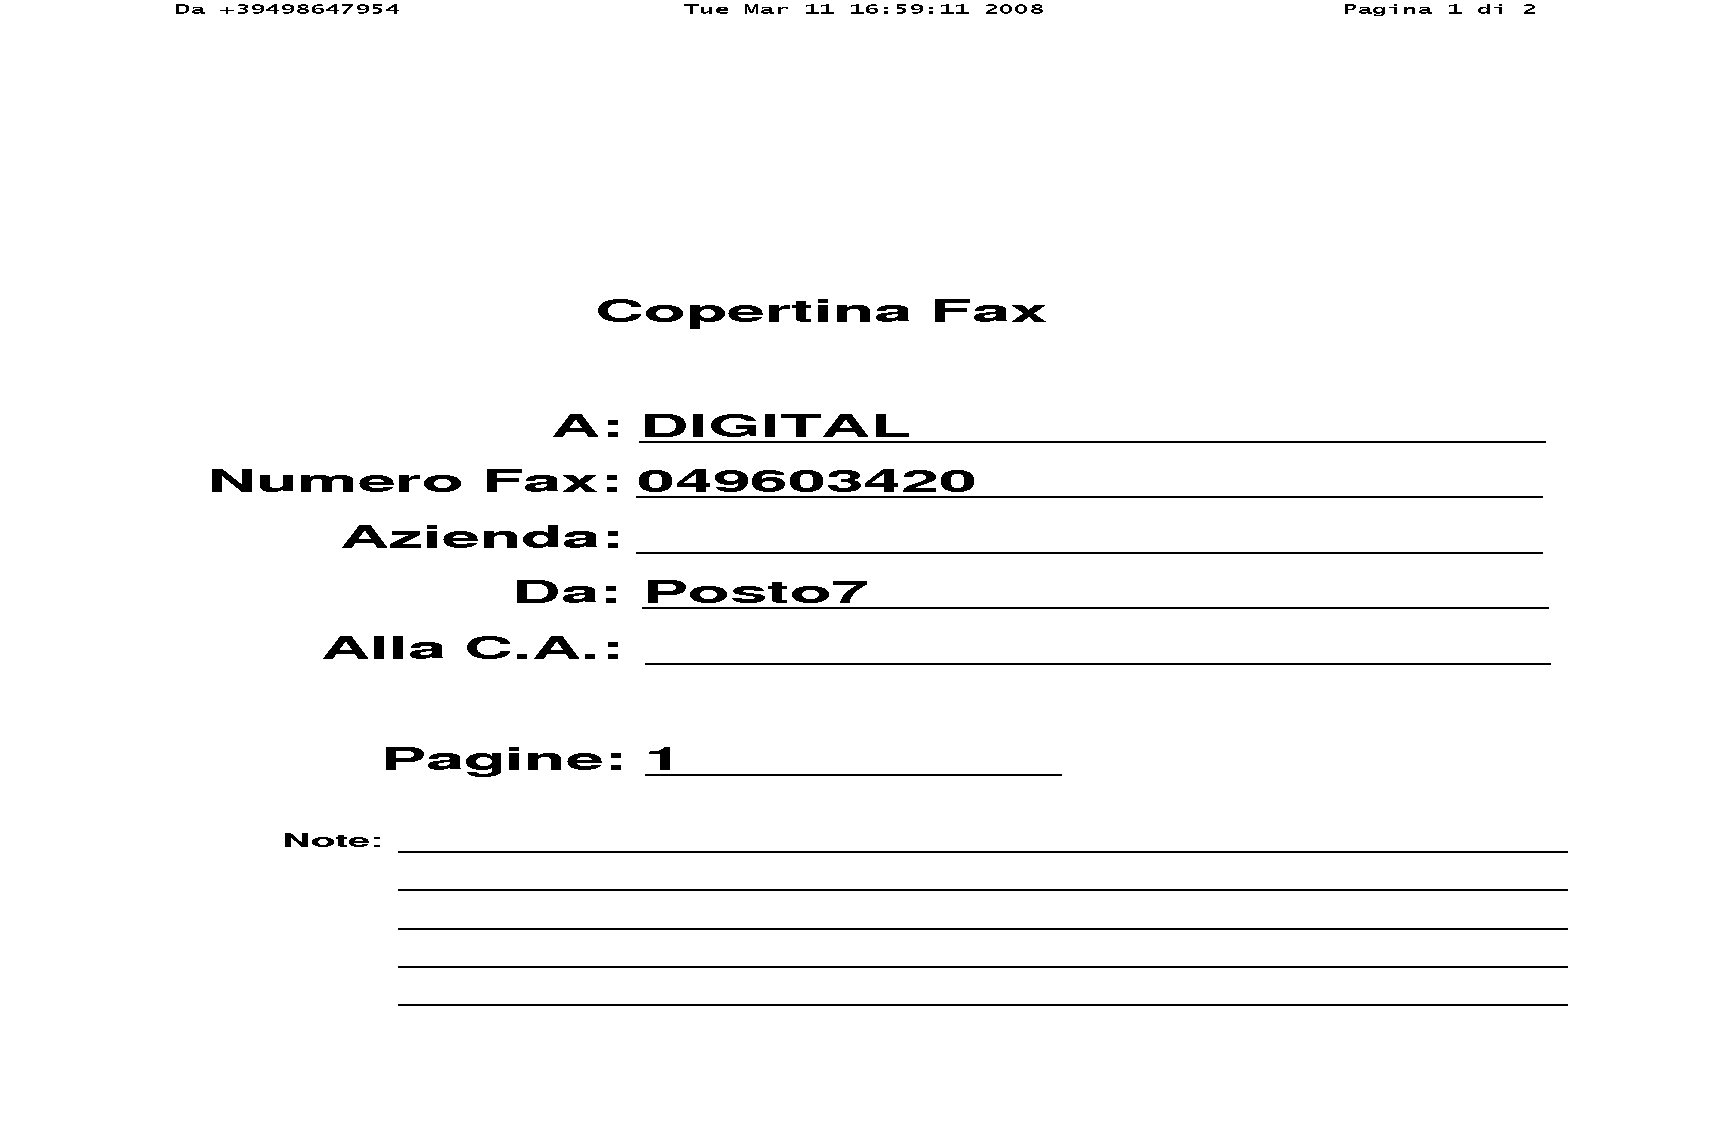 Da +39498647954 Tue Mar 11 16:59:11 2008 Pagina 1 di 2
Copertina Fax
A: DIGITAL
Numero Fax: 049603420
Azienda:
Da: Posto7
Alla C.A.:
Pagine: 1
Note: